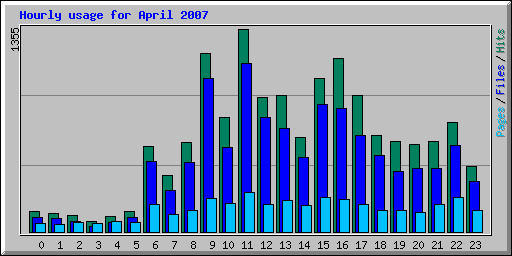 Hourly usage for April 2007
1355
Pages / Files / Hits
0 1 2 3 4 5 6 7 8 9 10 11 12 13 14 15 16 17 18 19 20 21 22 23